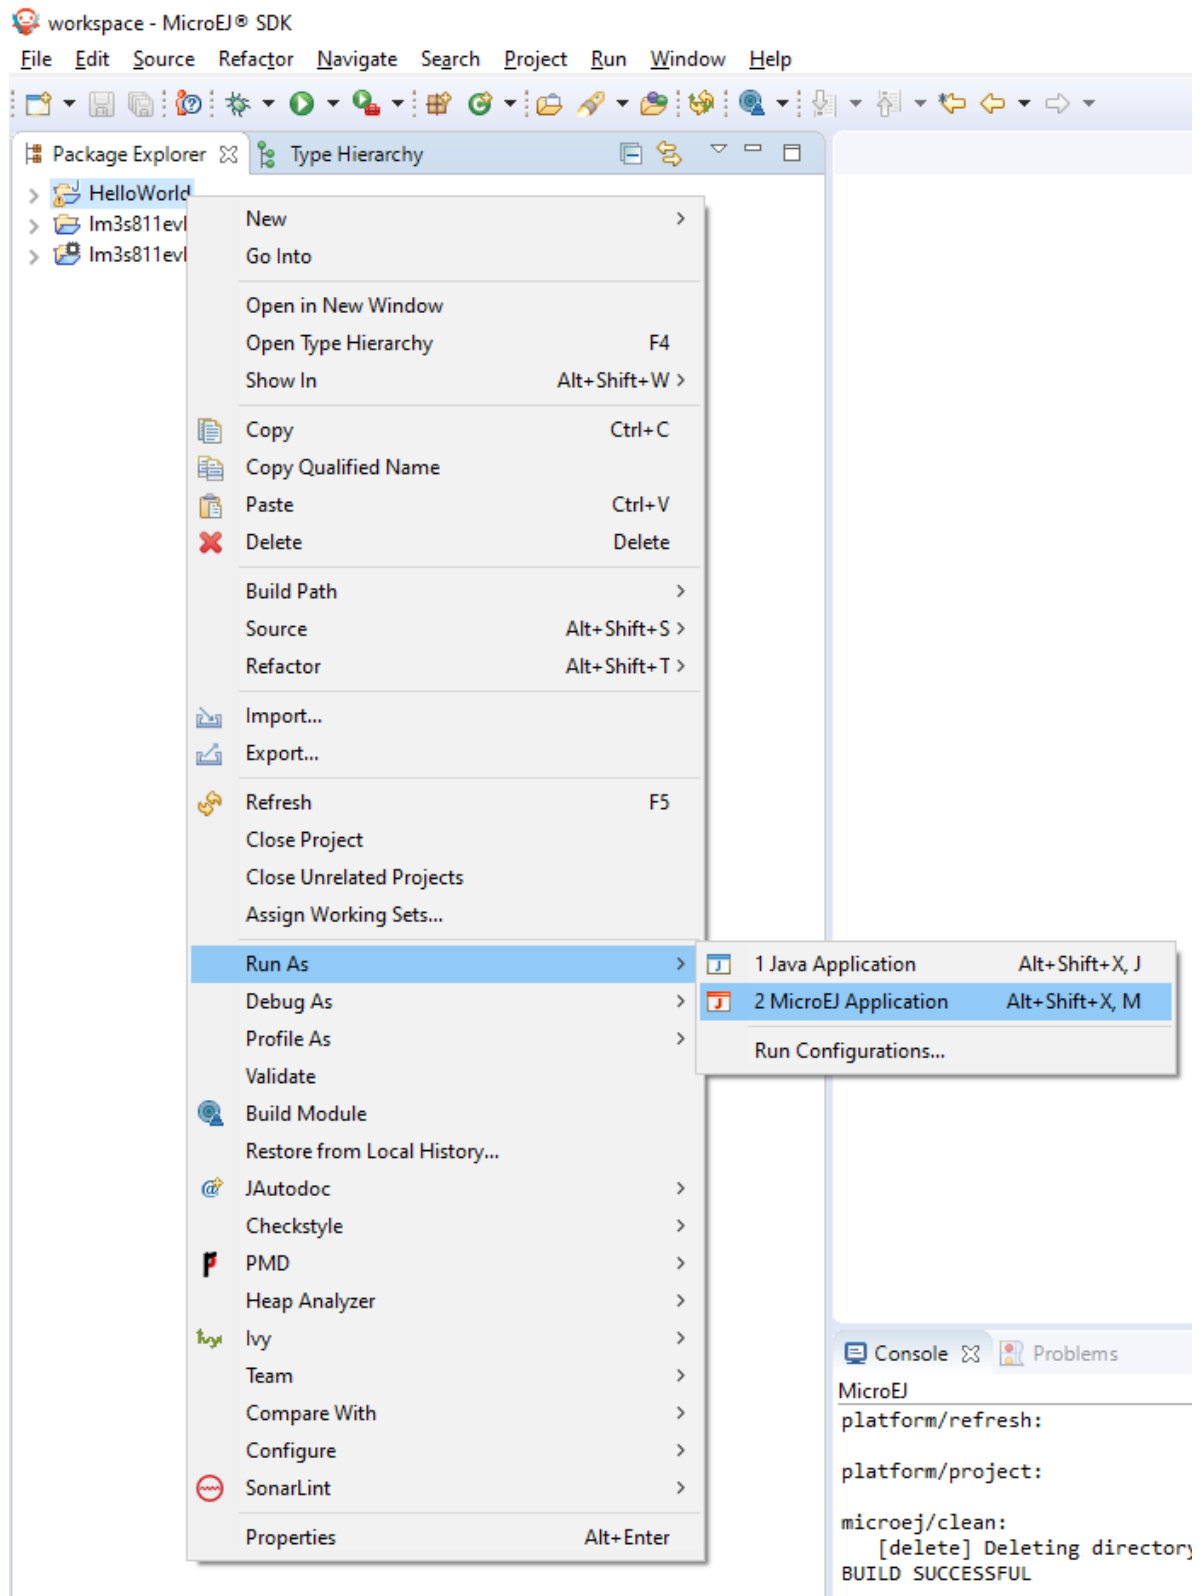 workspace - MicroEJ® SDK
File Edit Source Refactor Navigate Search Project Run Window Help
Package Explorer Type Hierarchy
HelloWorld
lm3s811evl
lm3s811evl
New
Go Into
Open in New Window
Open Type Hierarchy F4
Show In Alt+Shift+W
Copy Ctrl+C
Copy Qualified Name
Paste Ctrl+V
Delete Delete
Build Path
Source Alt+Shift+S
Refactor Alt+Shift+T
Import...
Export...
Refresh F5
Close Project
Close Unrelated Projects
Assign Working Sets...
Run As
1 Java Application Alt+Shift+X, J
Debug As
2 MicroEJ Application Alt+Shift+X, M
Profile As
Run Configurations...
Validate
Build Module
Restore from Local History...
JAutodoc
Checkstyle
PMD
Heap Analyzer
Ivy
Team
Compare With
Configure
SonarLint
Properties Alt+Enter
Console Problems
MicroEJ
platform/refresh:
platform/project:
microej/clean:
[delete] Deleting directory
BUILD SUCCESSFUL